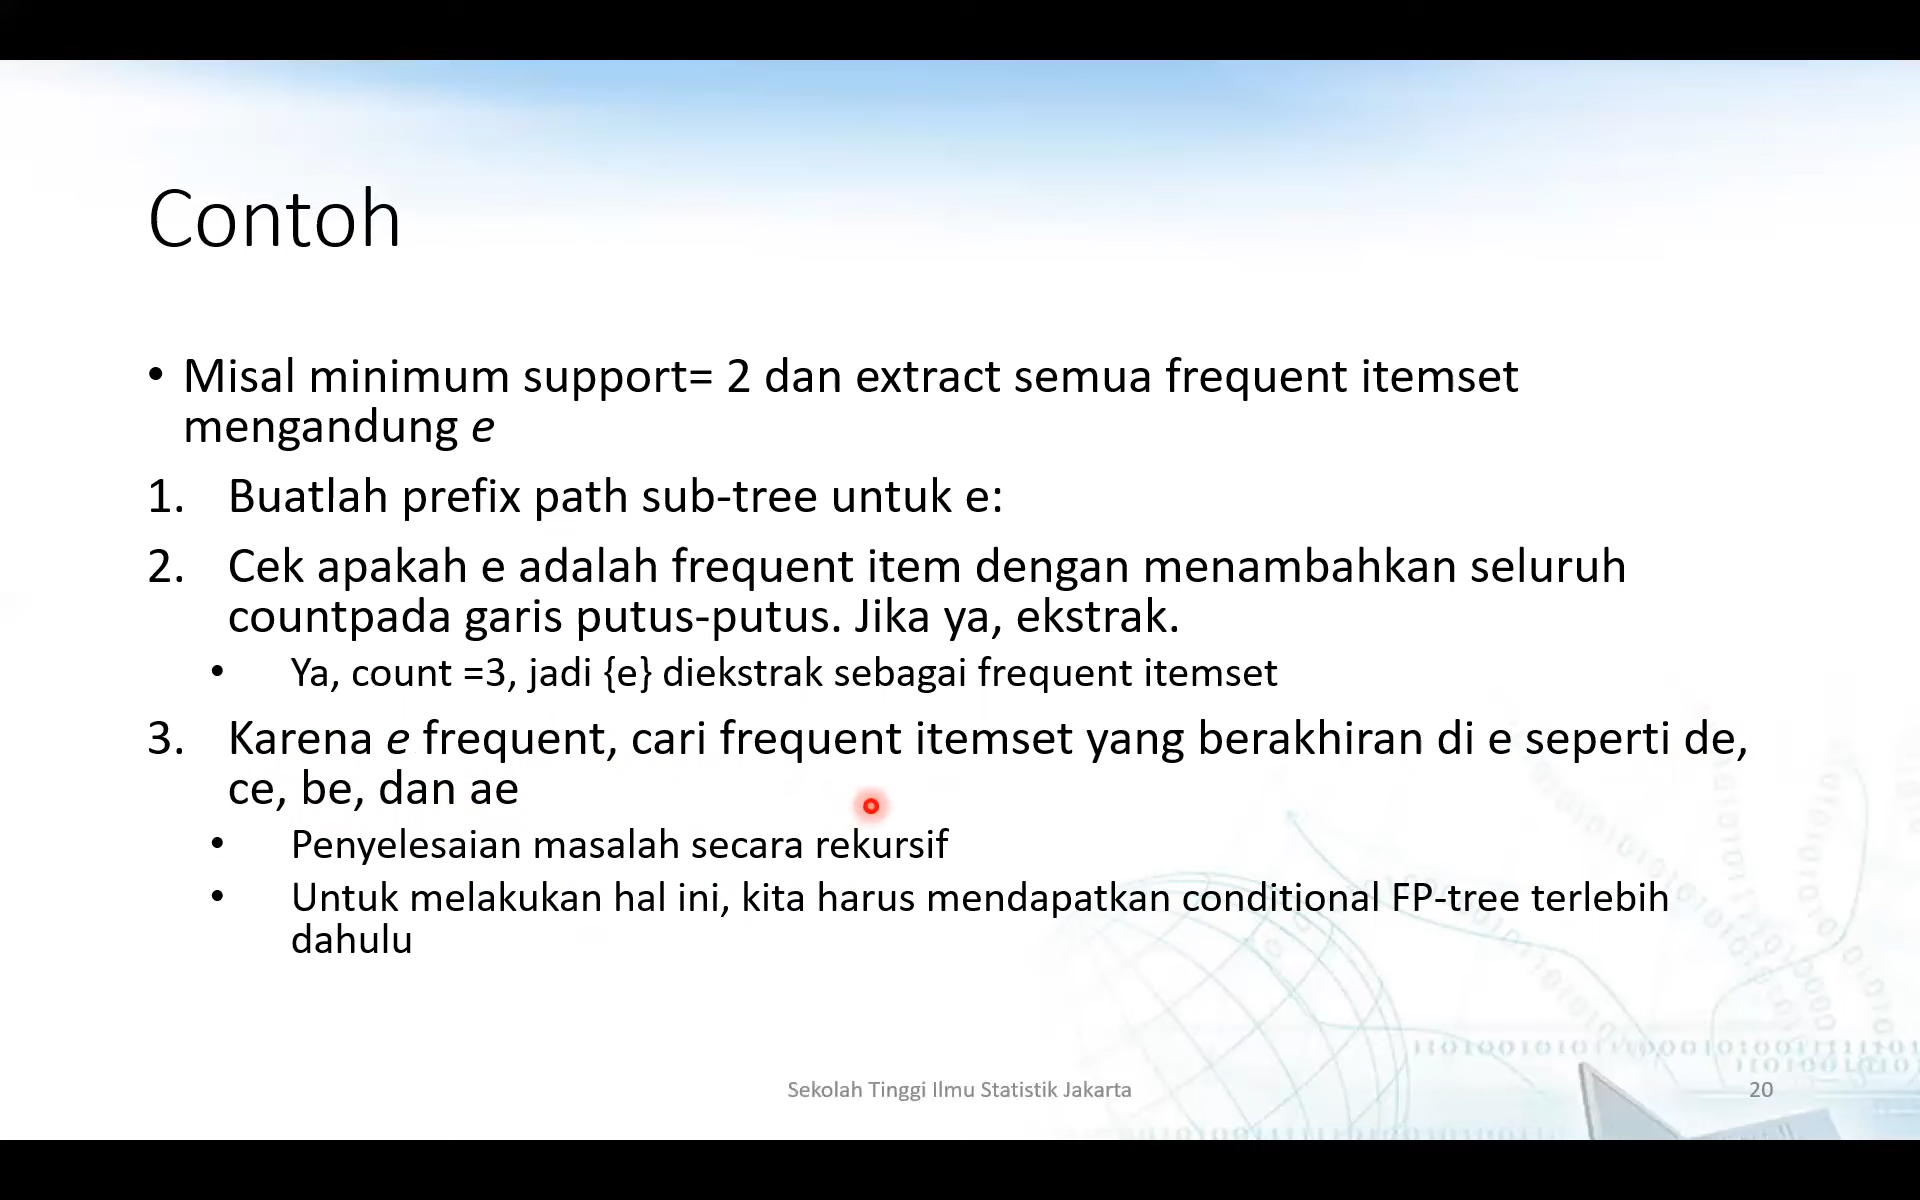 Contoh
• Misal minimum support= 2 dan extract semua frequent itemset
mengandung e
1. Buatlah prefix path sub-tree untuk e:
2. Cek apakah e adalah frequent item dengan menambahkan seluruh
countpada garis putus-putus. Jika ya, ekstrak.
• Ya, count =3, jadi {e} diekstrak sebagai frequent itemset
3. Karena e frequent, cari frequent itemset yang berakhiran di e seperti de,
ce, be, dan ae
• Penyelesaian masalah secara rekursif
• Untuk melakukan hal ini, kita harus mendapatkan conditional FP-tree terlebih
dahulu
Sekolah Tinggi Ilmu Statistik Jakarta
20